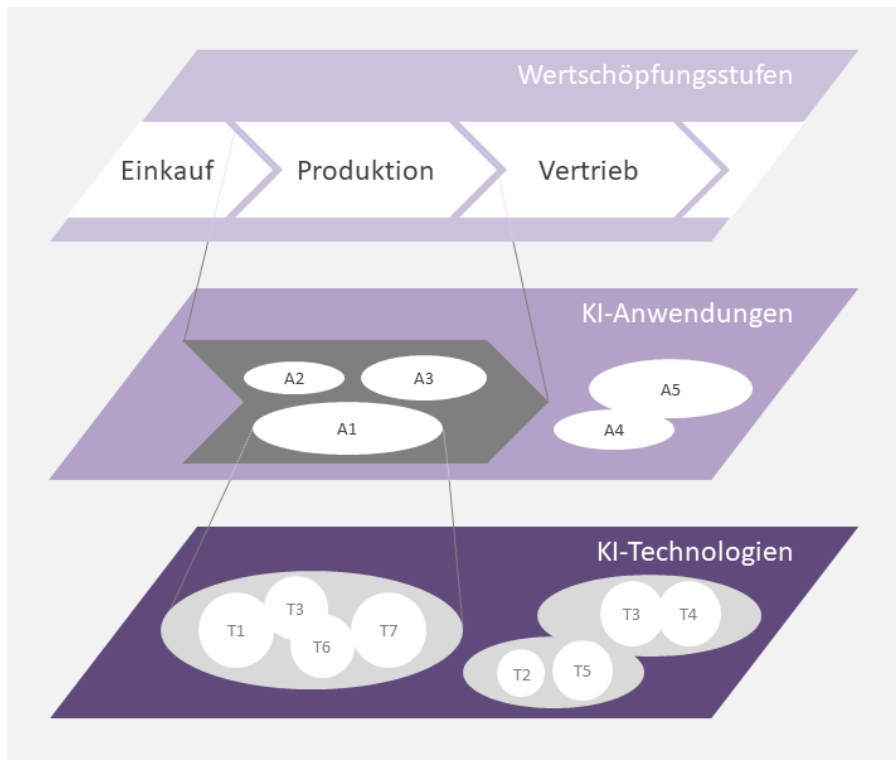 Wertschöpfungsstufen
Einkauf
Produktion
Vertrieb
KI-Anwendungen
A2
A3
A1
A5
A4
KI-Technologien
T1
T3
T6
T7
T3
T4
T2
T5